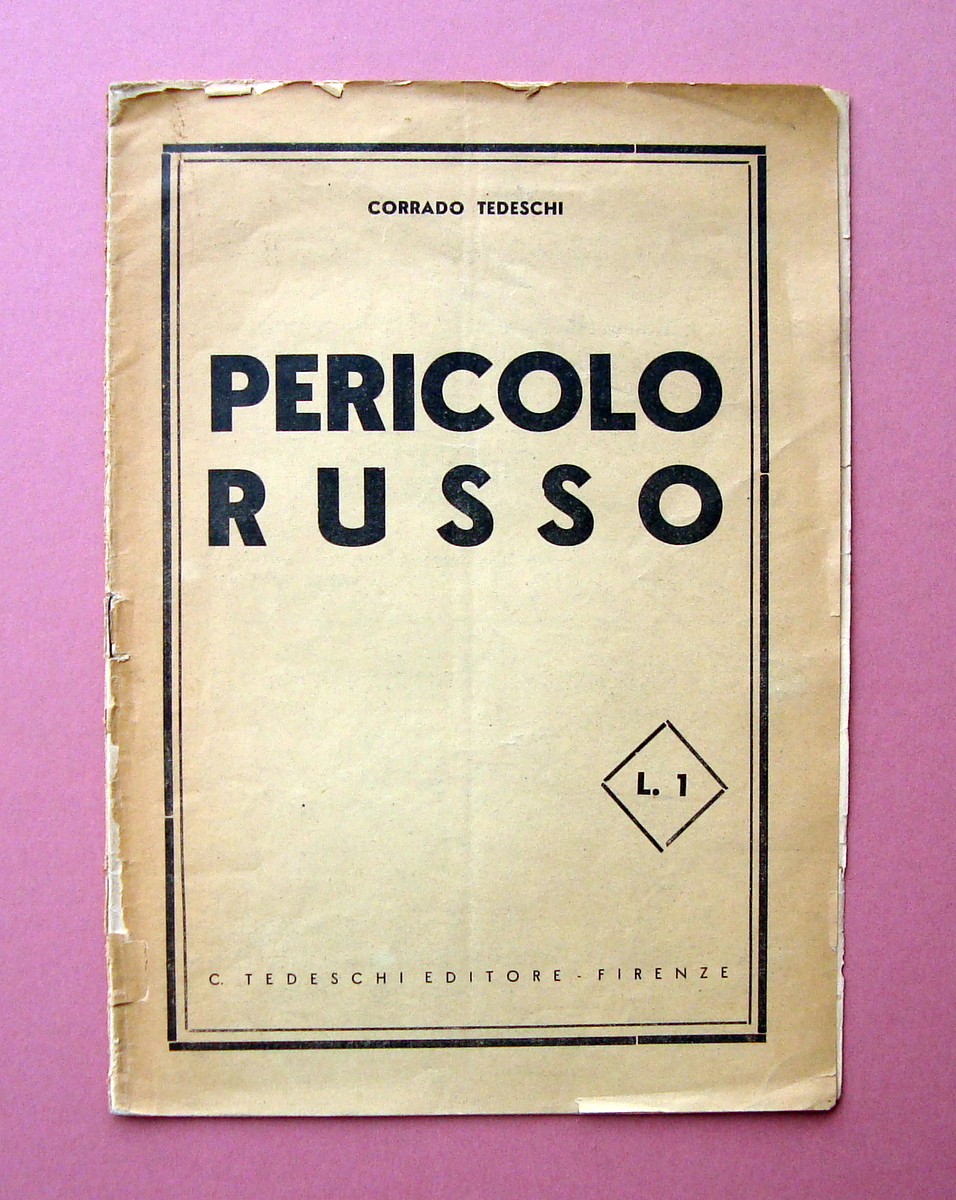 CORRADO TEDESCHI
PERICOLO
RUSSO
L. 1
C. TEDESCHI EDITORE - FIRENZE